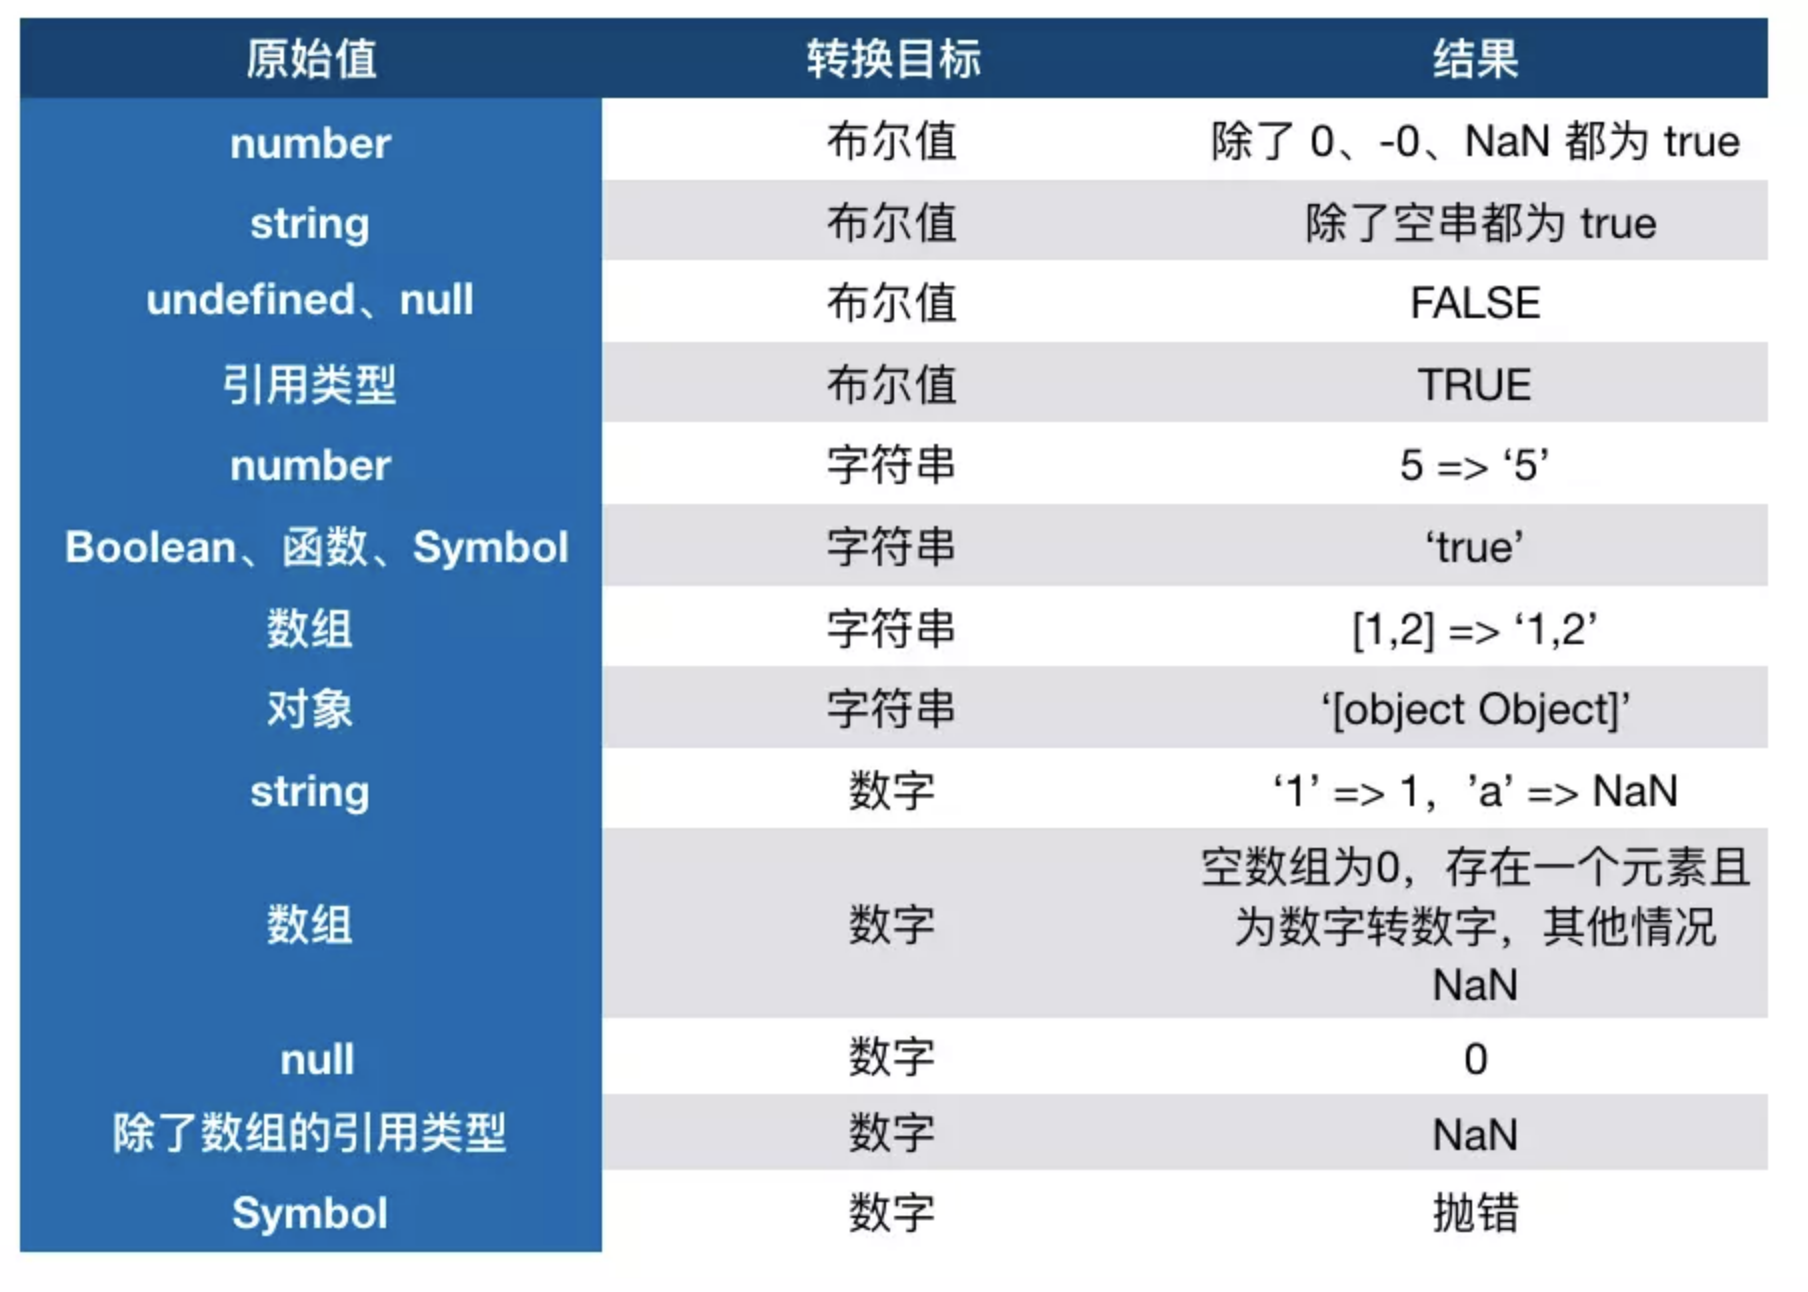 原始值 转换目标 结果
number 布尔值 除了 0、-0、NaN 都为 true
string 布尔值 除了空串都为 true
undefined、null 布尔值 FALSE
引用类型 布尔值 TRUE
number 字符串 5 => ‘5’
Boolean、函数、Symbol 字符串 ‘true’
数组 字符串 [1,2] => ‘1,2’
对象 字符串 ‘[object Object]’
string 数字 ‘1’ => 1，’a’ => NaN
数组 数字 空数组为0，存在一个元素且
为数字转数字，其他情况
NaN
null 数字 0
除了数组的引用类型 数字 NaN
Symbol 数字 抛错